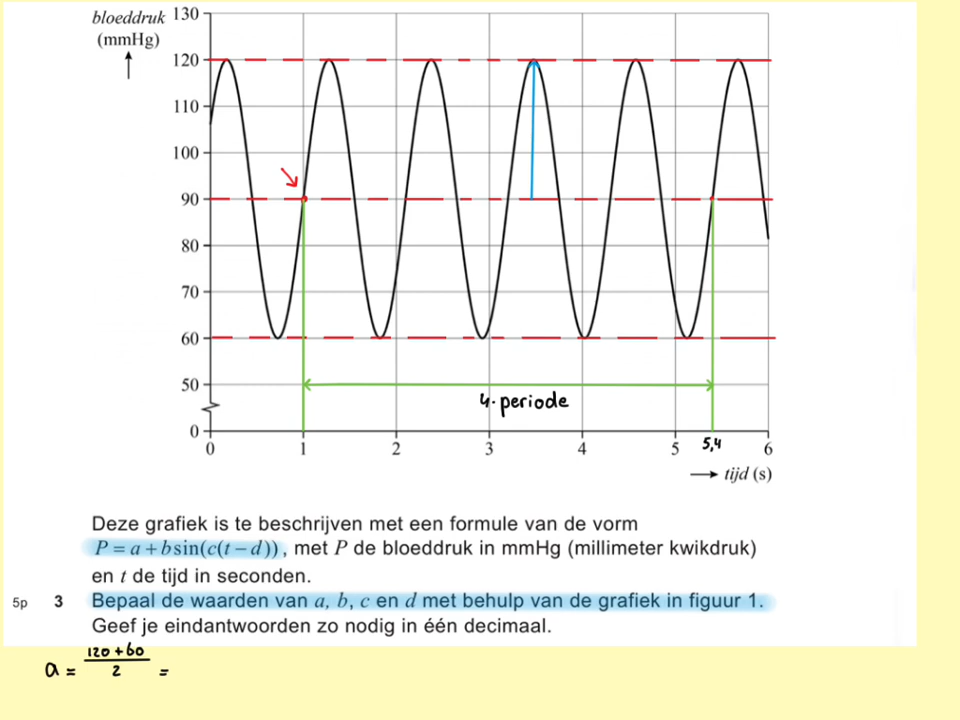 bloeddruk
(mmHg)
130
120
110
100
90
80
70
60
50
0
4·periode
0 1 2 3 4 5 5,4 6
tijd (s)
Deze grafiek is te beschrijven met een formule van de vorm
P = a + b sin(c(t − d)), met P de bloeddruk in mmHg (millimeter kwikdruk)
en t de tijd in seconden.
5p 3 Bepaal de waarden van a, b, c en d met behulp van de grafiek in figuur 1.
Geef je eindantwoorden zo nodig in één decimaal.
a = (120+60)/2 =